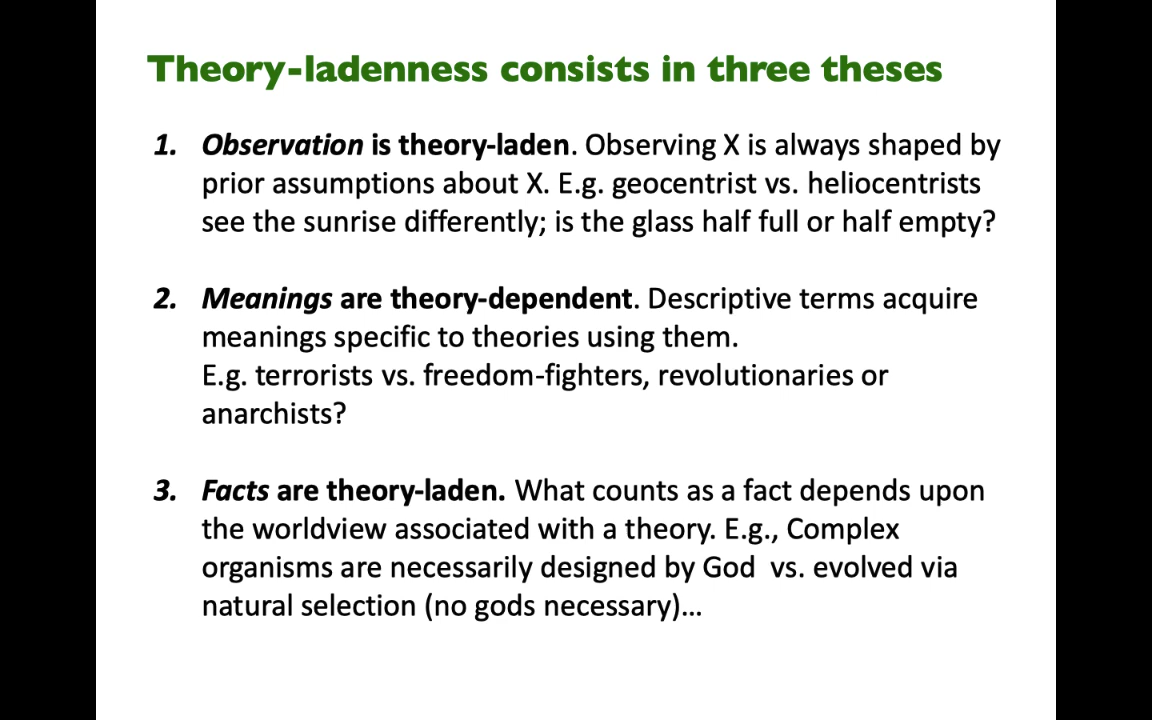 Theory-ladenness consists in three theses
1. Observation is theory-laden. Observing X is always shaped by
prior assumptions about X. E.g. geocentrist vs. heliocentrists
see the sunrise differently; is the glass half full or half empty?
2. Meanings are theory-dependent. Descriptive terms acquire
meanings specific to theories using them.
E.g. terrorists vs. freedom-fighters, revolutionaries or
anarchists?
3. Facts are theory-laden. What counts as a fact depends upon
the worldview associated with a theory. E.g., Complex
organisms are necessarily designed by God  vs. evolved via
natural selection (no gods necessary)…